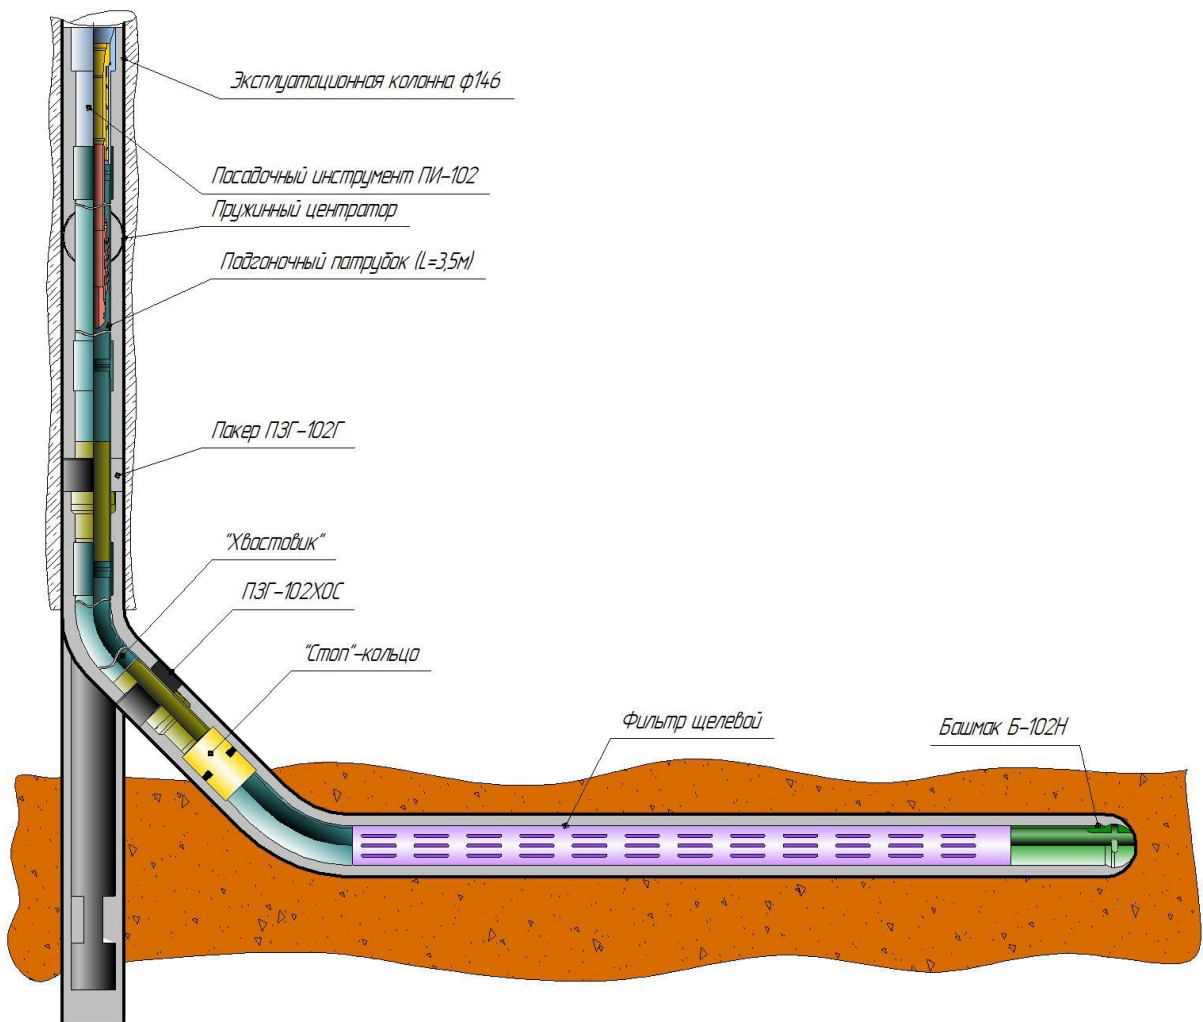 Эксплуатационная колонна ф146
Посадочный инструмент ПИ-102
Пружинный центратор
Подгоночный патрубок (L=3,5м)
Пакер ПЗГ-102Г
"Хвостовик"
ПЗГ-102ХОС
"Стоп"-кольцо
Фильтр щелевой
Башмак Б-102Н